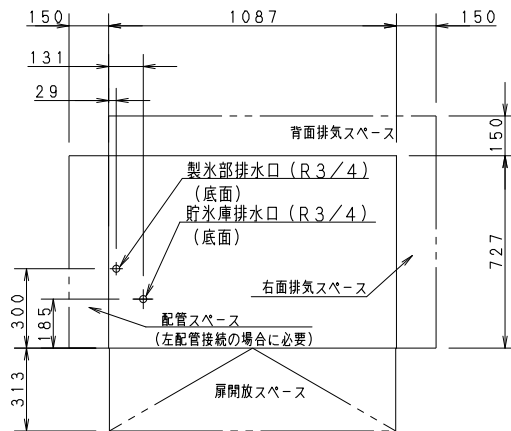 150
1087
150
131
29
背面排気スペース
150
製氷部排水口（R3/4）
（底面）
貯氷庫排水口（R3/4）
（底面）
727
右面排気スペース
300
185
配管スペース
（左配管接続の場合に必要）
313
扉開放スペース